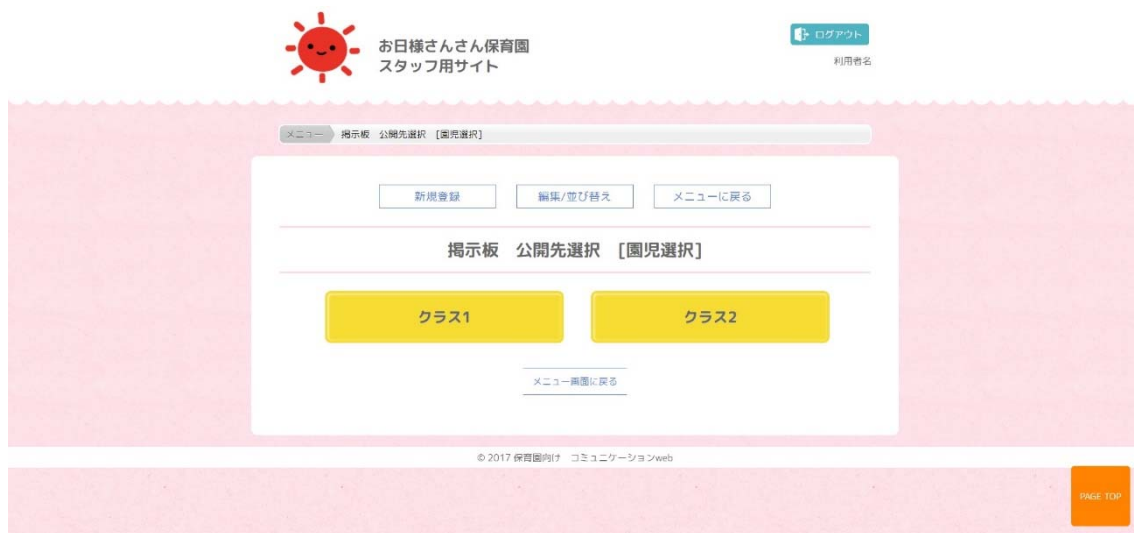 お日様さんさん保育園
スタッフ用サイト
ログアウト
利用者名
メニュー 掲示板 公開先選択 [園児選択]
新規登録 編集/並び替え メニューに戻る
掲示板 公開先選択 [園児選択]
クラス1 クラス2
メニュー画面に戻る
© 2017 保育園向け コミュニケーションweb
PAGE TOP